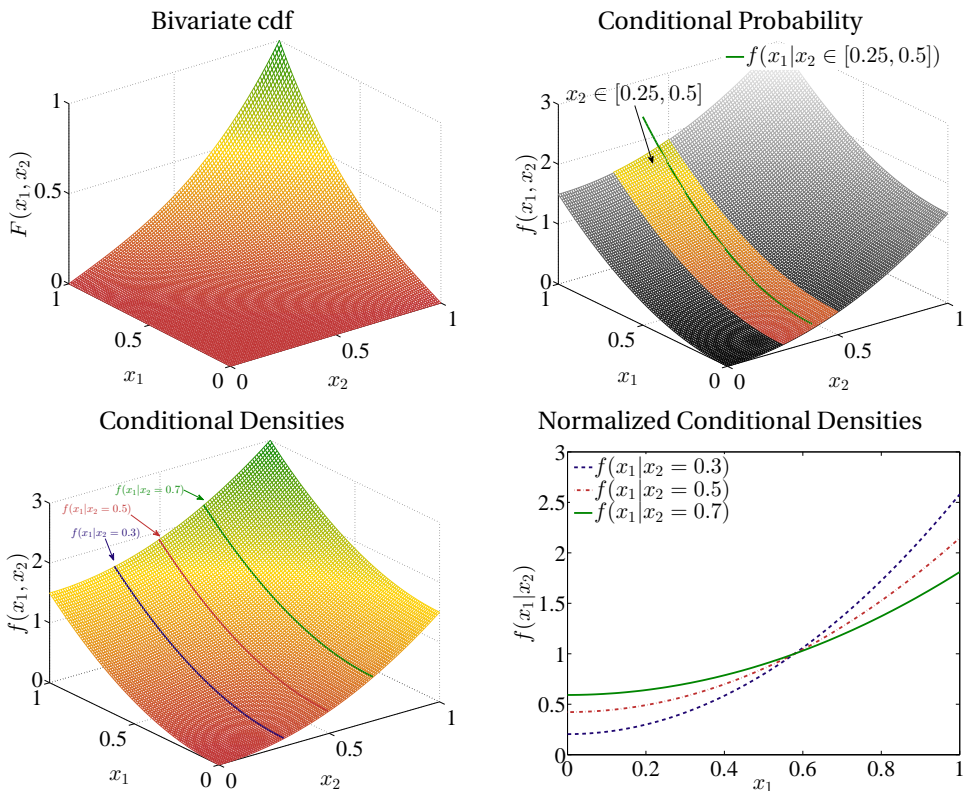 Bivariate cdf
1
0.5
0
F(x₁, x₂)
1
0.5
0
x₁
0
0.5
1
x₂
Conditional Probability
f(x₁|x₂ ∈ [0.25, 0.5])
x₂ ∈ [0.25, 0.5]
3
2
1
0
f(x₁, x₂)
1
0.5
0
x₁
0
0.5
1
x₂
Conditional Densities
f(x₁|x₂ = 0.7)
f(x₁|x₂ = 0.5)
f(x₁|x₂ = 0.3)
3
2
1
0
f(x₁, x₂)
1
0.5
0
x₁
0
0.5
1
x₂
Normalized Conditional Densities
f(x₁|x₂ = 0.3)
f(x₁|x₂ = 0.5)
f(x₁|x₂ = 0.7)
3
2.5
2
1.5
1
0.5
0
f(x₁|x₂)
0
0.2
0.4
0.6
0.8
1
x₁